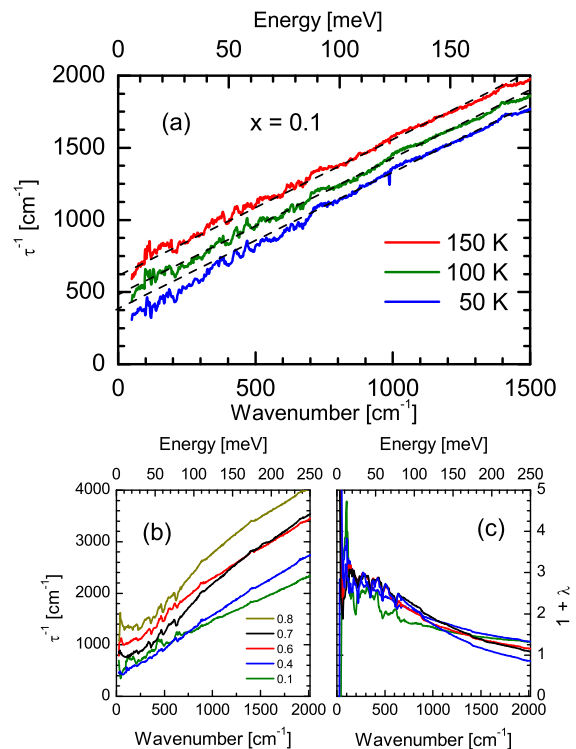 Energy [meV]
0 50 100 150
2000
1500
1000
500
0
τ⁻¹ [cm⁻¹]
(a) x = 0.1
150 K
100 K
50 K
0 500 1000 1500
Wavenumber [cm⁻¹]
Energy [meV] Energy [meV]
0 50 100 150 200 250 0 50 100 150 200 250
4000
3000
2000
1000
0
τ⁻¹ [cm⁻¹]
(b)
0.8
0.7
0.6
0.4
0.1
(c)
5
4
3
2
1
0
1 + λ
0 500 1000 1500 2000 0 500 1000 1500 2000
Wavenumber [cm⁻¹] Wavenumber [cm⁻¹]